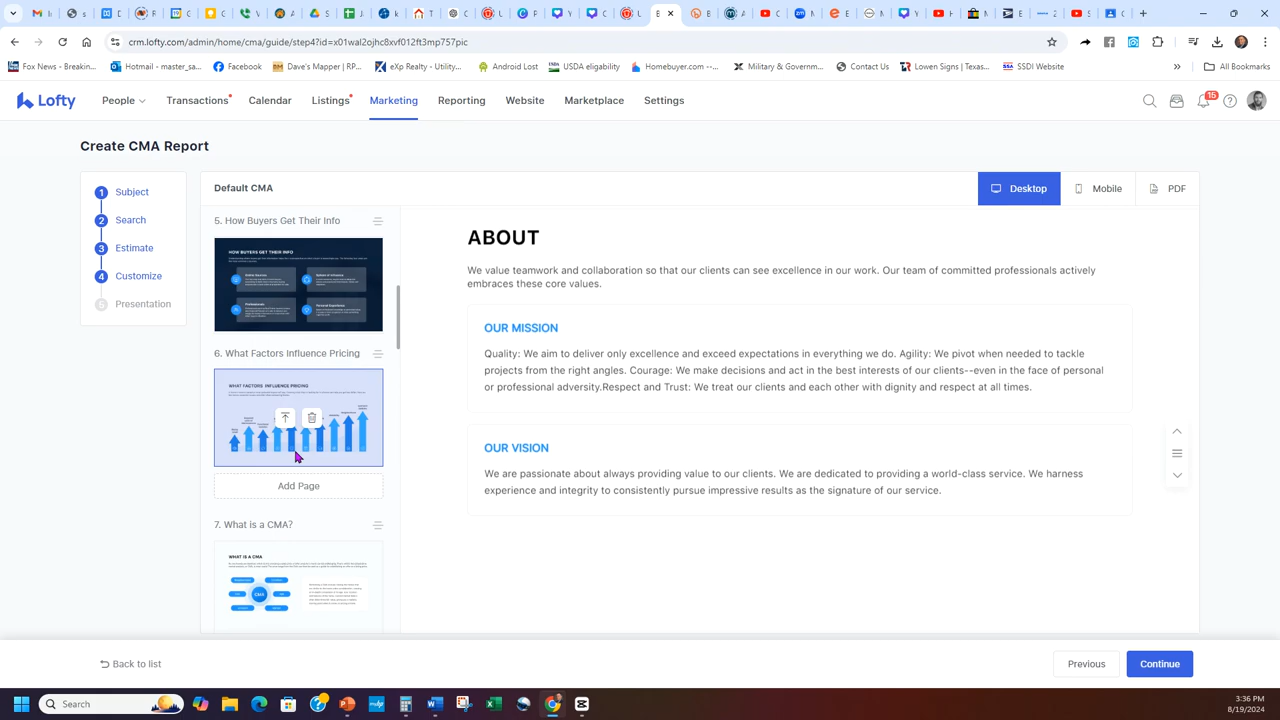 crm.lofty.com/admin/home/cma/guide/step4?id=x01wal2ojhc8xvf012ft3mp757pic
Fox News - Breakin... Hotmail - master_sa... Facebook Dave's Mapper | RP... eXp Realty - Utility... Android Lost USDA eligibility Homebuyer.com --... Military & Governm... Contact Us Lowen Signs | Texas... SSDI Website » All Bookmarks
Lofty People Transactions Calendar Listings Marketing Reporting Website Marketplace Settings 15
Create CMA Report
1 Subject
2 Search
3 Estimate
4 Customize
5 Presentation
Default CMA Desktop Mobile PDF
5. How Buyers Get Their Info
HOW BUYERS GET THEIR INFO
6. What Factors Influence Pricing
WHAT FACTORS INFLUENCE PRICING
Add Page
7. What is a CMA?
WHAT IS A CMA
CMA
ABOUT
We value teamwork and collaboration so that we may achieve excellence in our work. Our team of talented professionals proactively
embraces these core values.
OUR MISSION
Quality: We aim to deliver only excellence and exceed expectations in everything we do. Agility: We pivot when needed to tackle
projects from the right angles. Courage: We make decisions and act in the best interests of our clients--even in the face of personal
or professional adversity.Respect and Trust: We treat our clients and each other with dignity and respect at all times.
OUR VISION
We are passionate about always providing value to our clients. We are dedicated to providing a world-class service. We harness
experience and integrity to consistently pursue impressive results as the signature of our service.
Back to list Previous Continue
Search
3:36 PM
8/19/2024